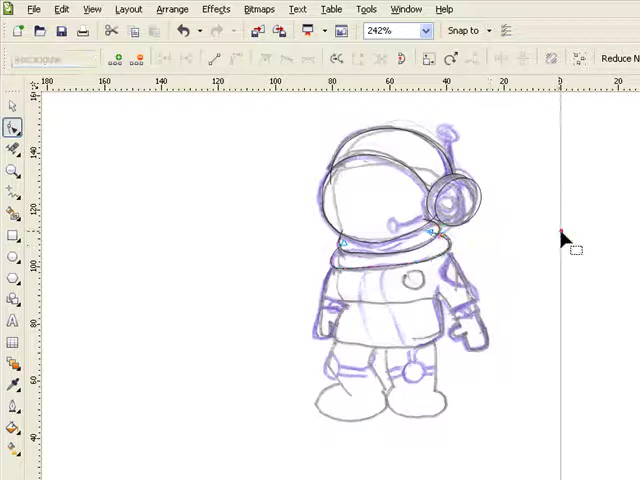 File Edit View Layout Arrange Effects Bitmaps Text Table Tools Window Help
242% Snap to
Reduce N
180 160 140 120 100 80 60 40 20 0 20
160
140
120
100
80
60
40